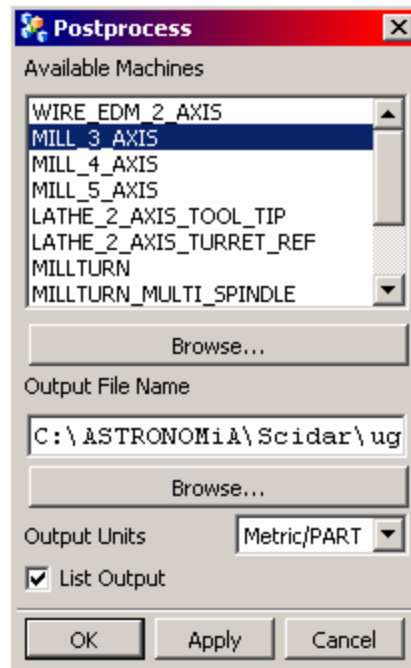 Postprocess
Available Machines
WIRE_EDM_2_AXIS
MILL_3_AXIS
MILL_4_AXIS
MILL_5_AXIS
LATHE_2_AXIS_TOOL_TIP
LATHE_2_AXIS_TURRET_REF
MILLTURN
MILLTURN_MULTI_SPINDLE
Browse...
Output File Name
C:\ASTRONOMiA\Scidar\ug
Browse...
Output Units Metric/PART
List Output
OK Apply Cancel